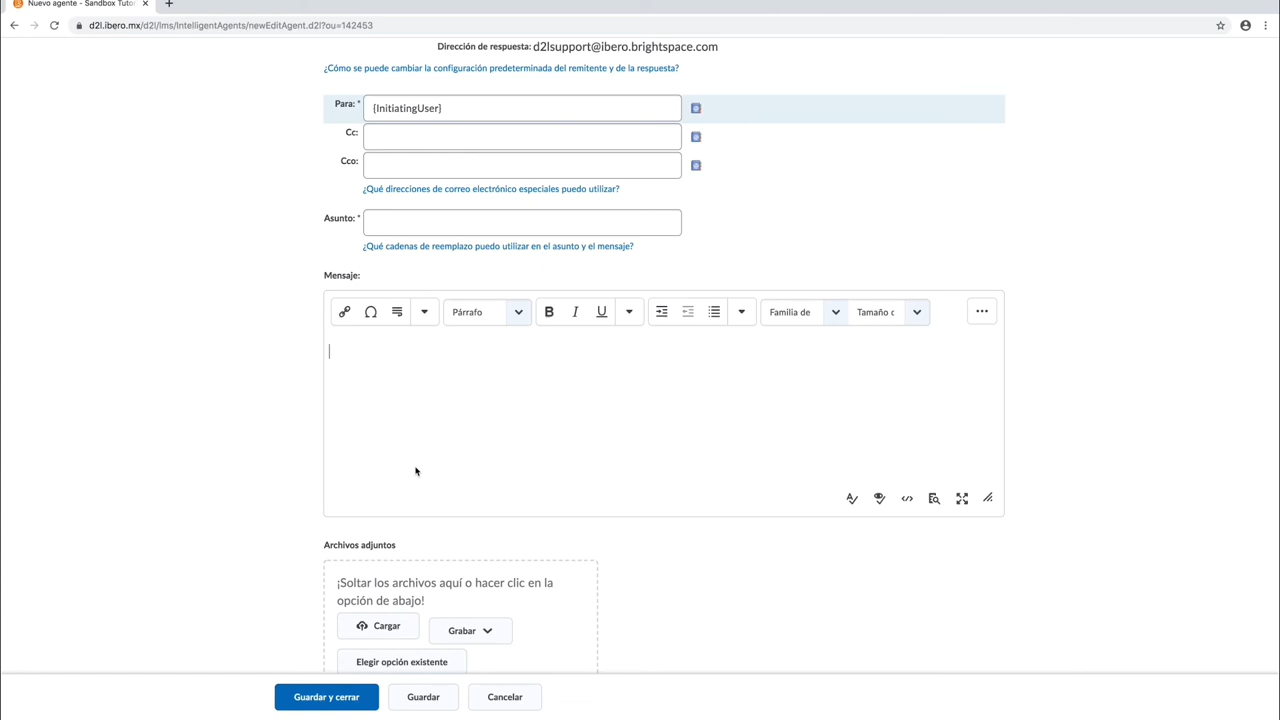 Nuevo agente - Sandbox Tutor
d2l.ibero.mx/d2l/lms/IntelligentAgents/newEditAgent.d2l?ou=142453
Dirección de respuesta: d2lsupport@ibero.brightspace.com
¿Cómo se puede cambiar la configuración predeterminada del remitente y de la respuesta?
Para: * {InitiatingUser}
Cc:
Cco:
¿Qué direcciones de correo electrónico especiales puedo utilizar?
Asunto: *
¿Qué cadenas de reemplazo puedo utilizar en el asunto y el mensaje?
Mensaje:
Párrafo B I U Familia de Tamaño c
Archivos adjuntos
¡Soltar los archivos aquí o hacer clic en la
opción de abajo!
Cargar Grabar
Elegir opción existente
Guardar y cerrar Guardar Cancelar